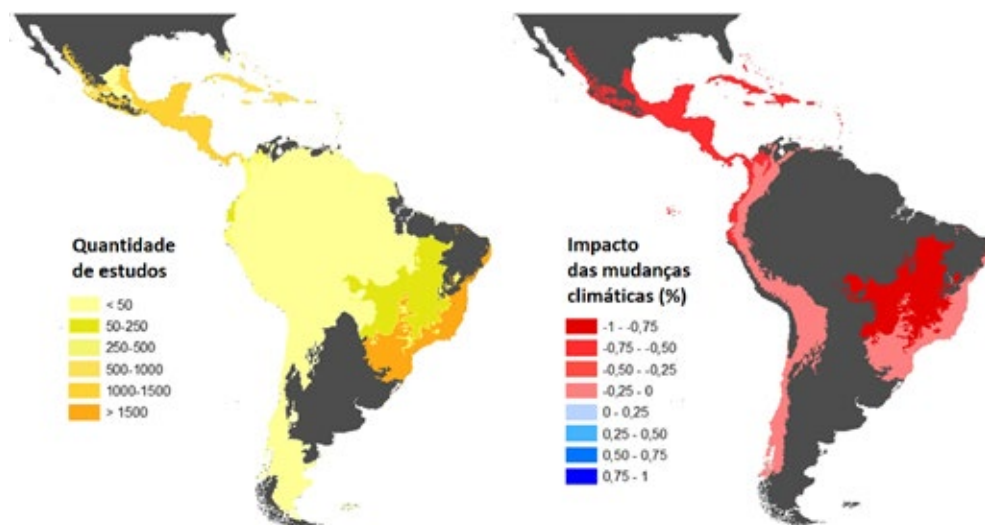 Quantidade
de estudos
< 50
50-250
250-500
500-1000
1000-1500
> 1500
Impacto
das mudanças
climáticas (%)
-1 - -0,75
-0,75 - -0,50
-0,50 - -0,25
-0,25 - 0
0 - 0,25
0,25 - 0,50
0,50 - 0,75
0,75 - 1